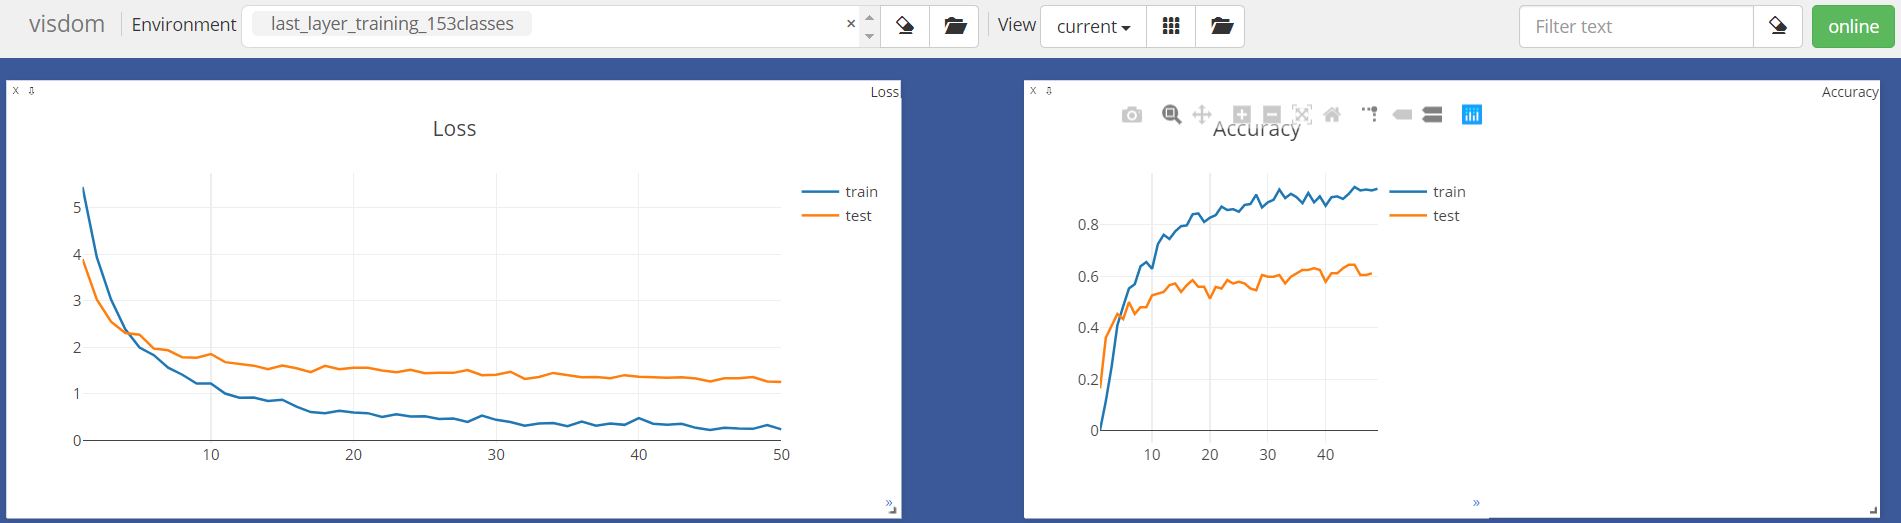 visdom Environment last_layer_training_153classes × View current Filter text online
X Loss
Loss
train
test
5
4
3
2
1
0
10 20 30 40 50
»
X Accuracy
Accuracy
train
test
0.8
0.6
0.4
0.2
0
10 20 30 40
»